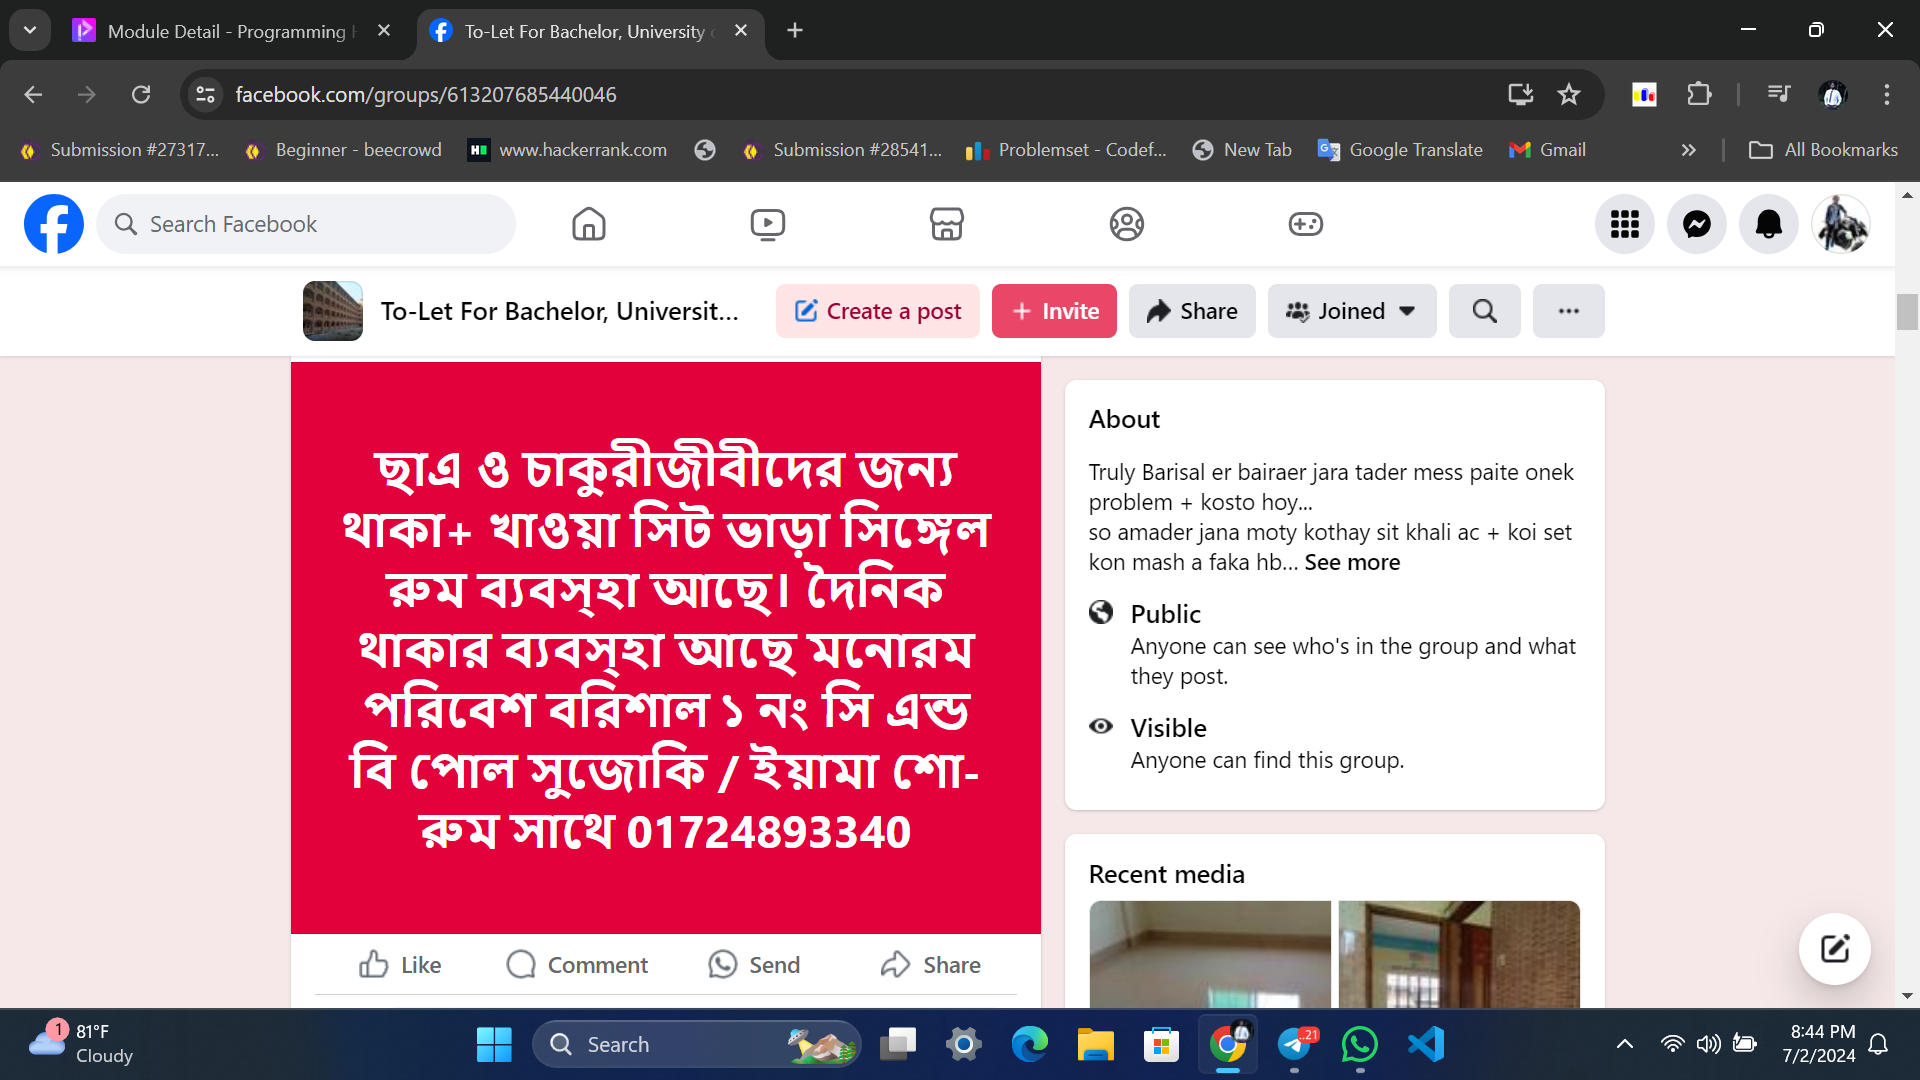 Module Detail - Programming
To-Let For Bachelor, University
facebook.com/groups/613207685440046
Submission #27317...
Beginner - beecrowd
www.hackerrank.com
Submission #28541...
Problemset - Codef...
New Tab
Google Translate
Gmail
All Bookmarks
Search Facebook
To-Let For Bachelor, Universit...
Create a post
Invite
Share
Joined
ছাএ ও চাকুরীজীবীদের জন্য
থাকা+ খাওয়া সিট ভাড়া সিঙ্গেল
রুম ব্যবস্হা আছে। দৈনিক
থাকার ব্যবস্হা আছে মনোরম
পরিবেশ বরিশাল ১ নং সি এন্ড
বি পোল সুজোকি / ইয়ামা শো-
রুম সাথে 01724893340
Like
Comment
Send
Share
About
Truly Barisal er bairaer jara tader mess paite onek
problem + kosto hoy...
so amader jana moty kothay sit khali ac + koi set
kon mash a faka hb... See more
Public
Anyone can see who's in the group and what
they post.
Visible
Anyone can find this group.
Recent media
1
81°F
Cloudy
Search
..21
8:44 PM
7/2/2024